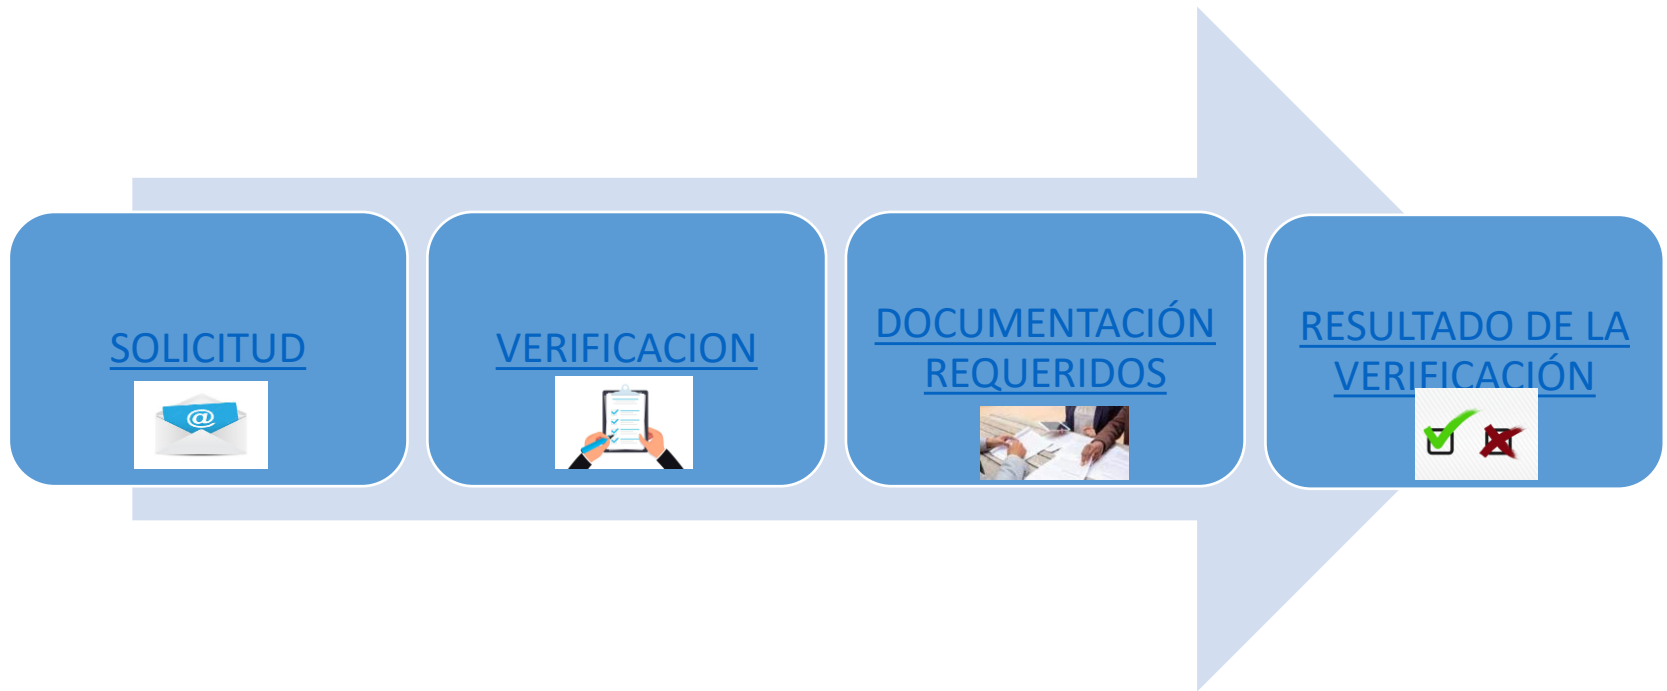 SOLICITUD
@
VERIFICACION
DOCUMENTACIÓN
REQUERIDOS
RESULTADO DE LA
VERIFICACIÓN